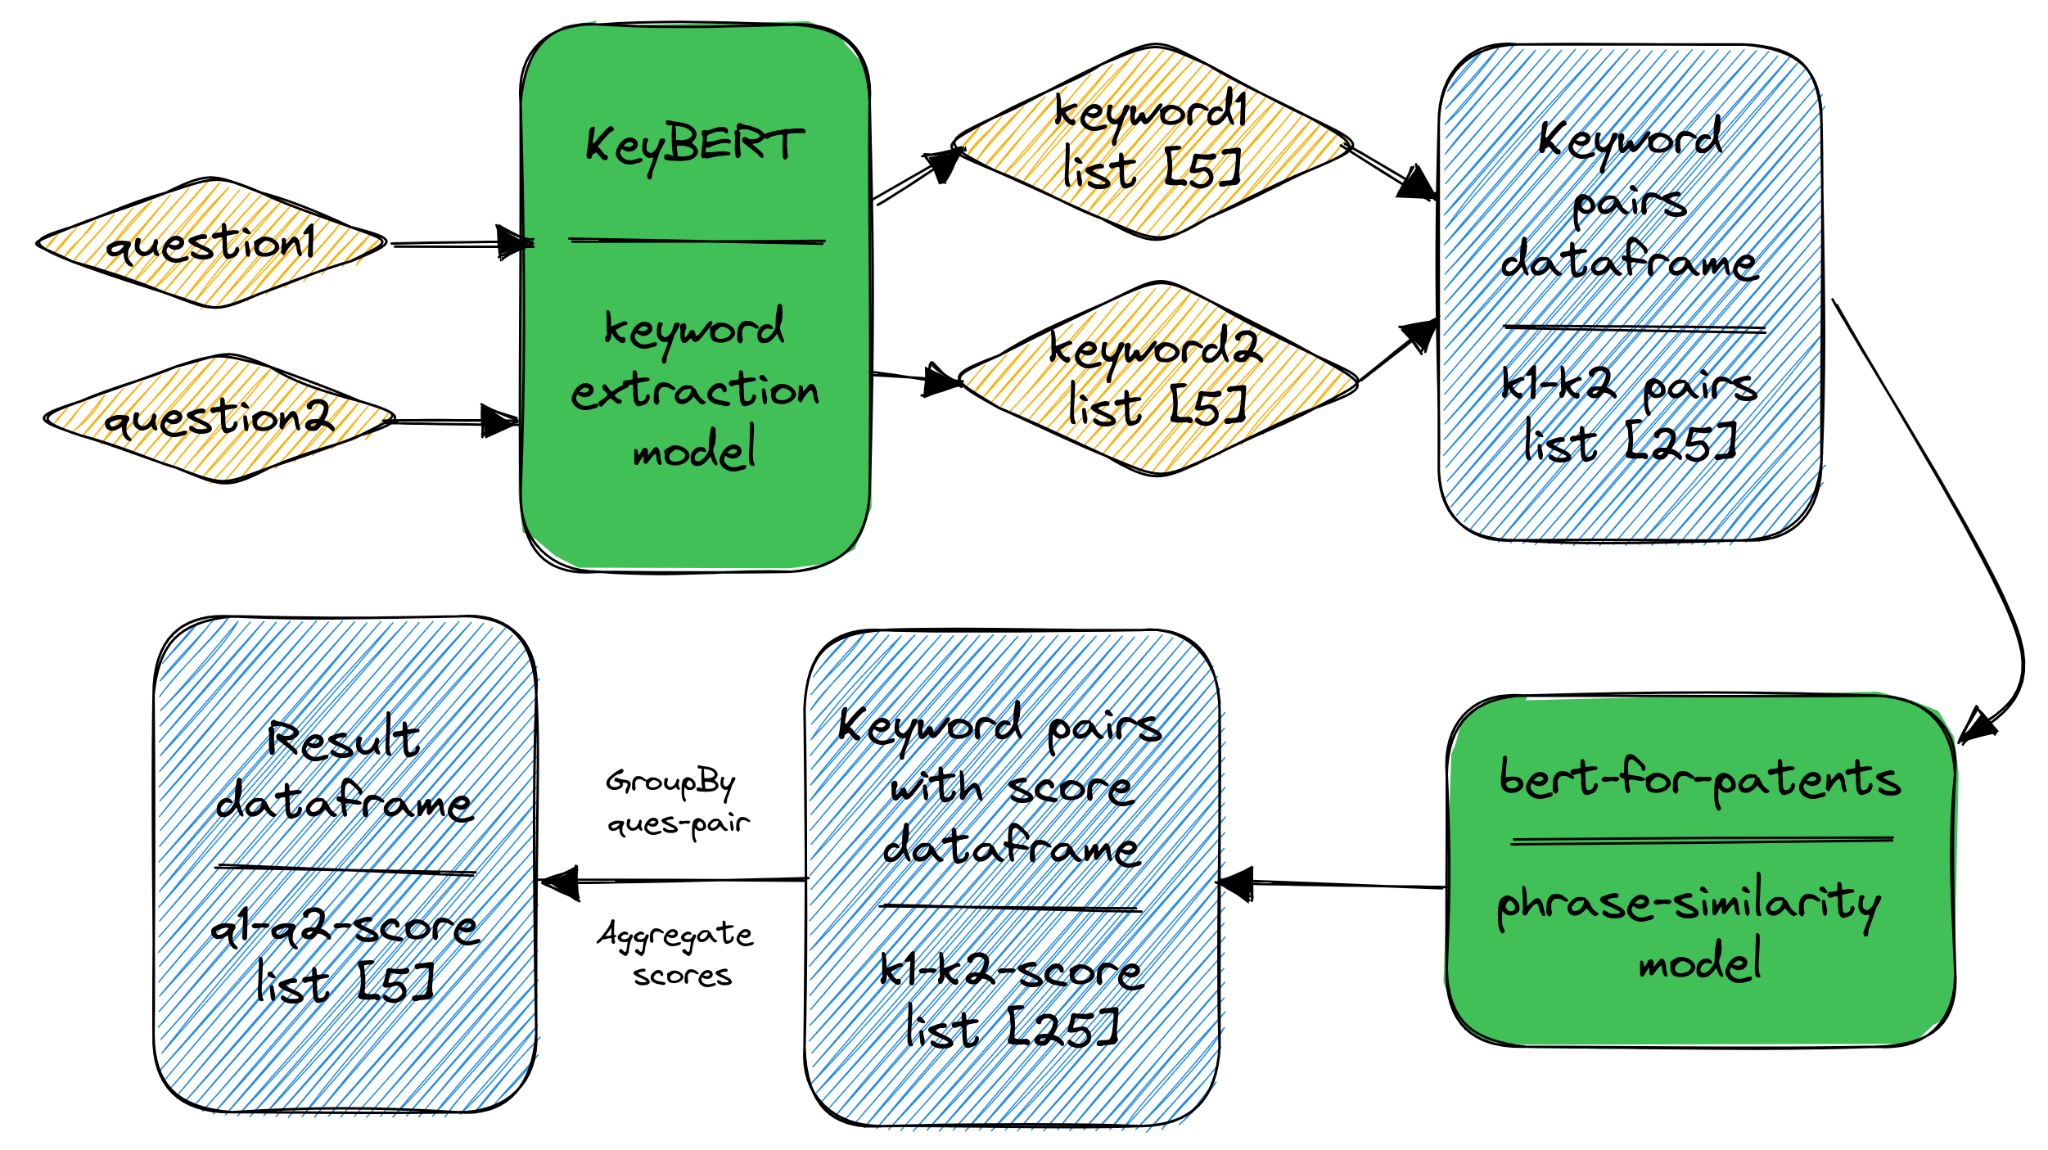 question1
question2
KeyBERT
keyword
extraction
model
keyword1
list [5]
keyword2
list [5]
Keyword
pairs
dataframe
k1-k2 pairs
list [25]
bert-for-patents
phrase-similarity
model
Keyword pairs
with score
dataframe
k1-k2-score
list [25]
GroupBy
ques-pair
Aggregate
scores
Result
dataframe
q1-q2-score
list [5]